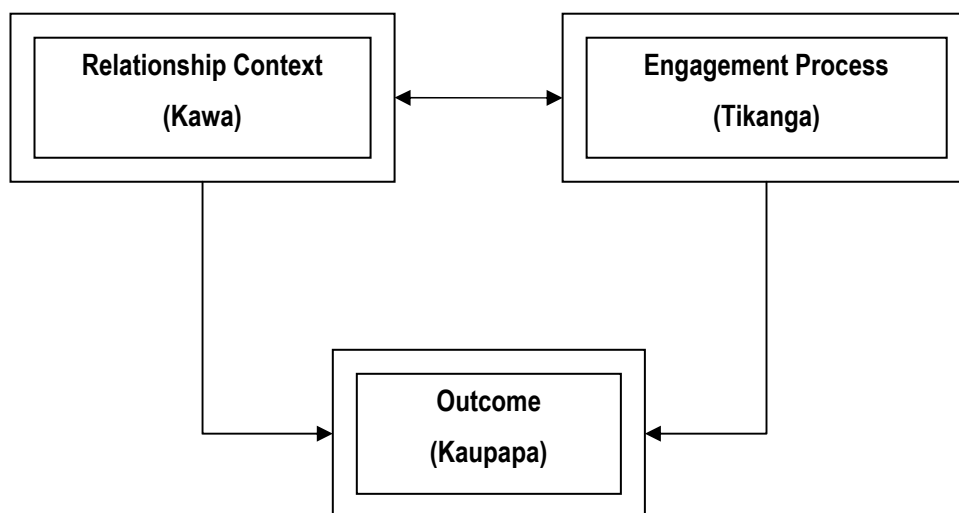 Relationship Context
(Kawa)
Engagement Process
(Tikanga)
Outcome
(Kaupapa)